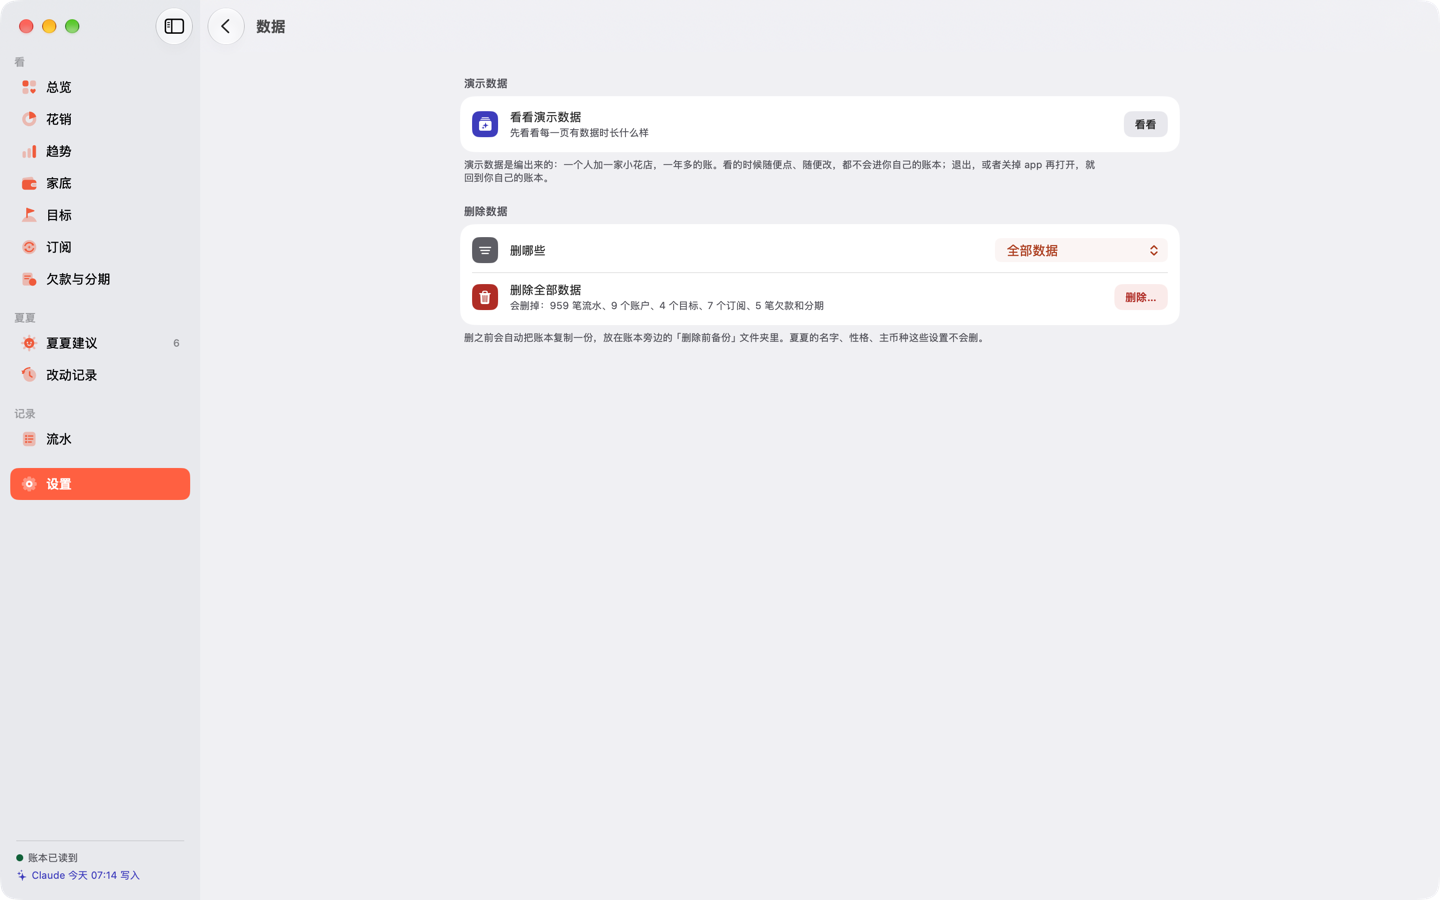 数据
看
总览
花销
趋势
家底
目标
订阅
欠款与分期
夏夏
夏夏建议
6
改动记录
记录
流水
设置
账本已读到
Claude 今天 07:14 写入
演示数据
看看演示数据
先看看每一页有数据时长什么样
看看
演示数据是编出来的：一个人加一家小花店，一年多的账。看的时候随便点、随便改，都不会进你自己的账本；退出，或者关掉 app 再打开，就
回到你自己的账本。
删除数据
删哪些
全部数据
删除全部数据
会删掉：959 笔流水、9 个账户、4 个目标、7 个订阅、5 笔欠款和分期
删除...
删之前会自动把账本复制一份，放在账本旁边的「删除前备份」文件夹里。夏夏的名字、性格、主币种这些设置不会删。